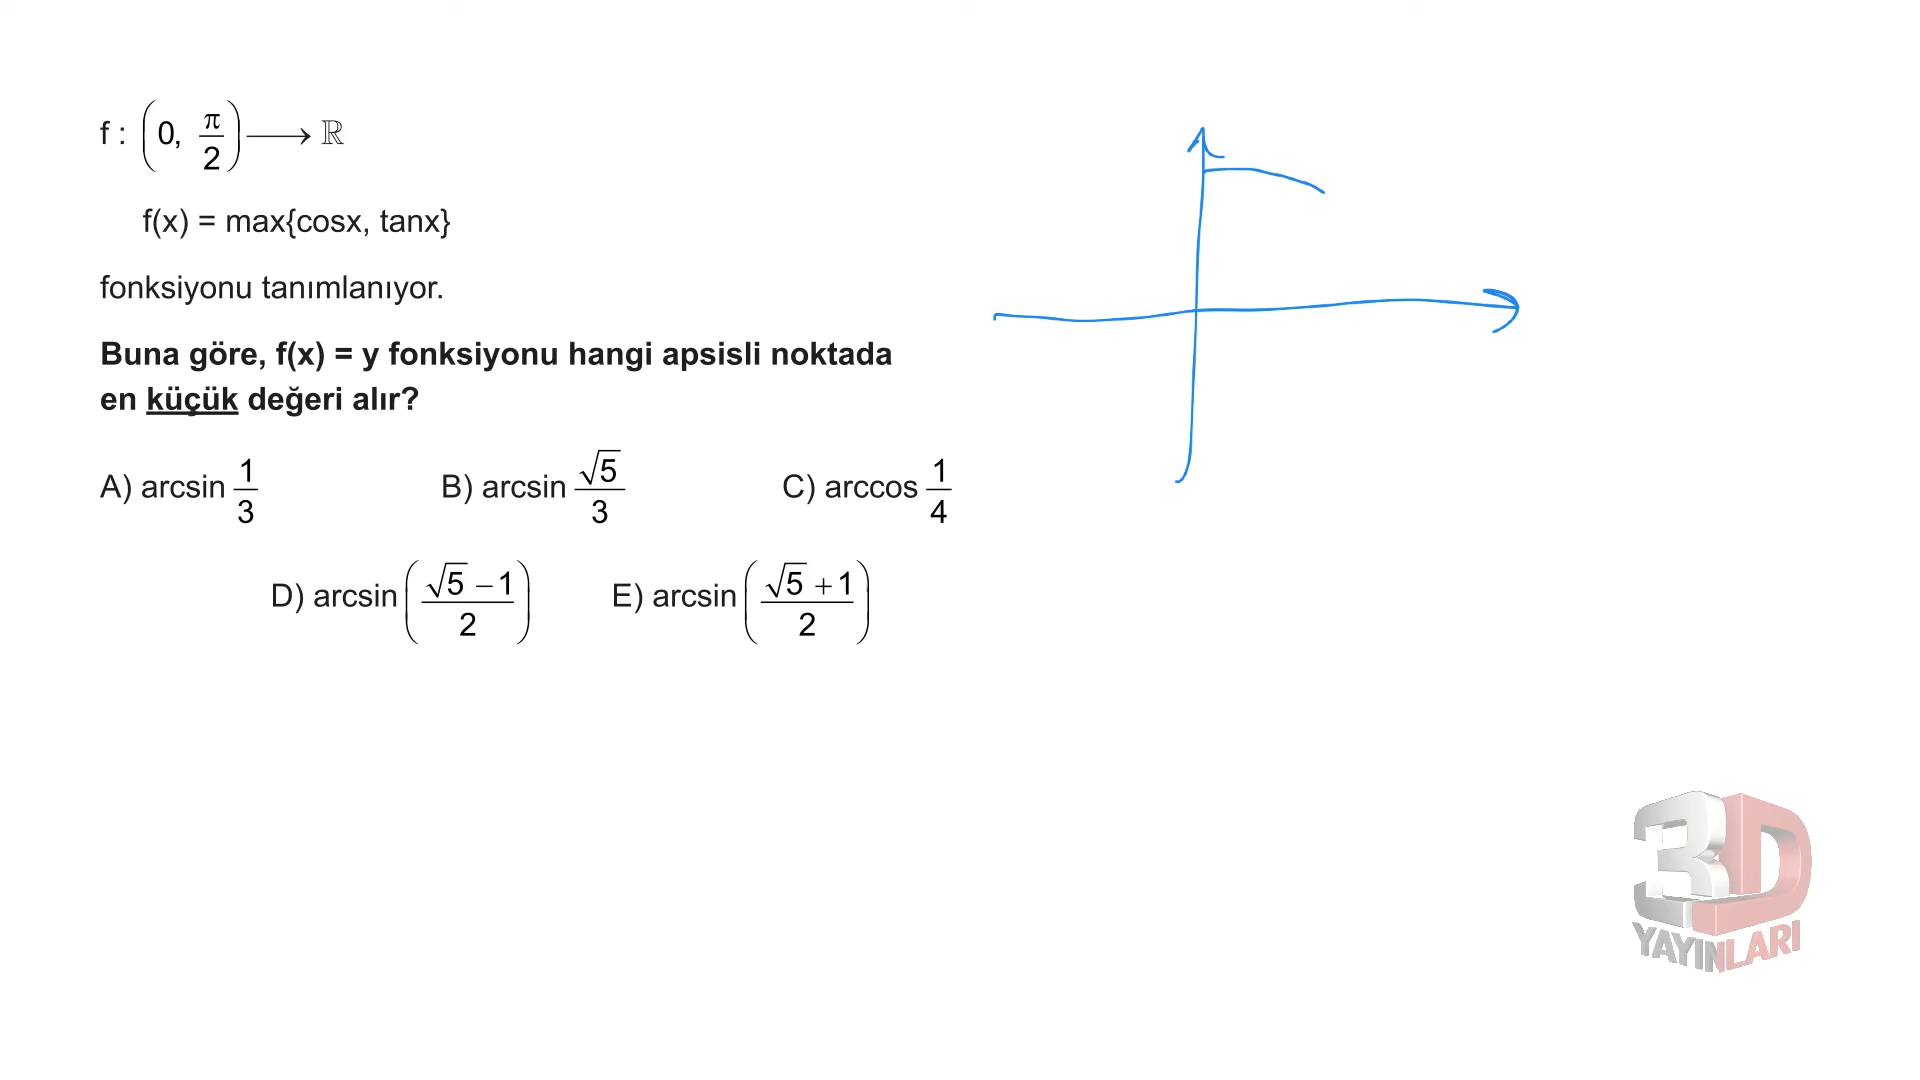 f : (0, π/2) ⟶ ℝ
f(x) = max{cosx, tanx}
fonksiyonu tanımlanıyor.
Buna göre, f(x) = y fonksiyonu hangi apsisli noktada
en küçük değeri alır?
A) arcsin 1/3 B) arcsin √5/3 C) arccos 1/4
D) arcsin((√5 − 1)/2) E) arcsin((√5 + 1)/2)
3D
YAYINLARI